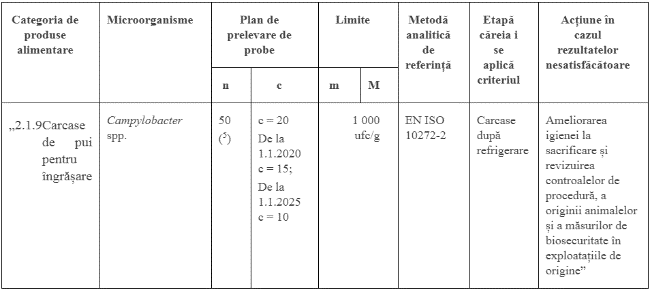 Categoria de
produse
alimentare
Microorganisme
Plan de
prelevare de
probe
Limite
Metodă
analitică
de
referință
Etapă
căreia i
se
aplică
criteriul
Acțiune în
cazul
rezultatelor
nesatisfăcătoare
n
c
m
M
„2.1.9Carcase
de pui
pentru
îngrășare
Campylobacter
spp.
50
(⁵)
c = 20
De la
1.1.2020
c = 15;
De la
1.1.2025
c = 10
1 000
ufc/g
EN ISO
10272-2
Carcase
după
refrigerare
Ameliorarea
igienei la
sacrificare și
revizuirea
controalelor de
procedură, a
originii animalelor
și a măsurilor de
biosecuritate în
exploatațiile de
origine”